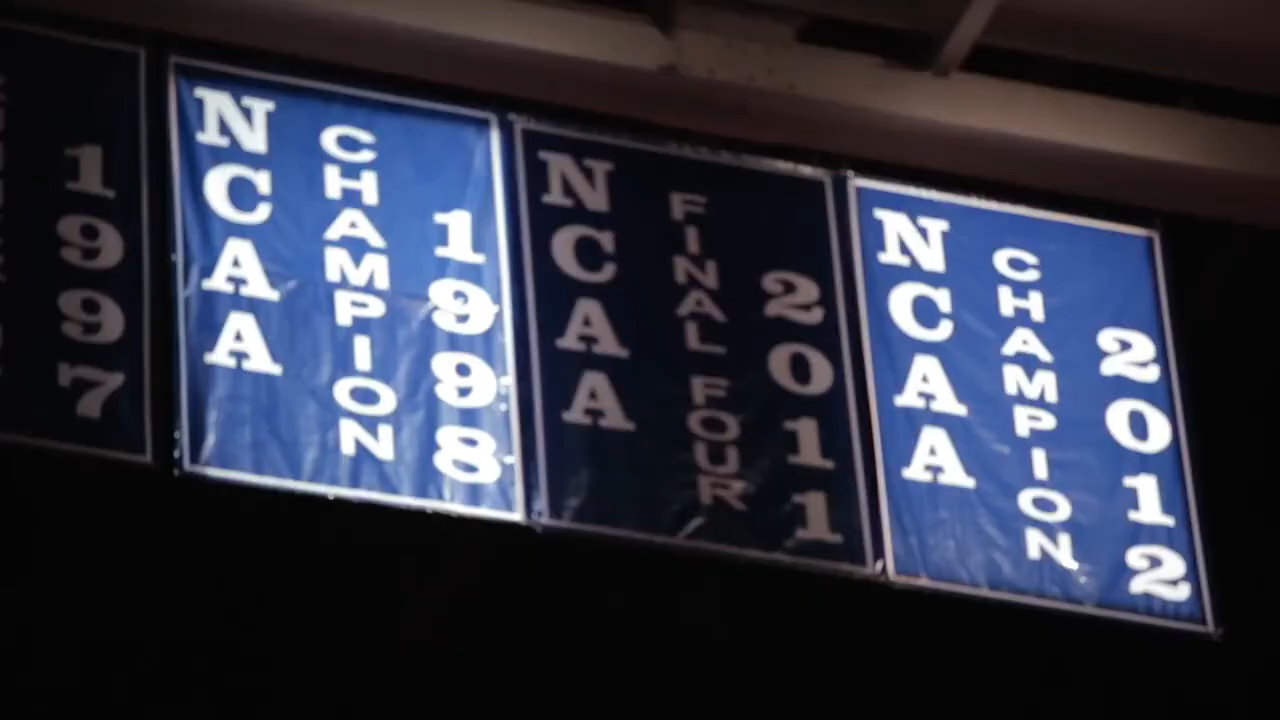 1997
NCAA
CHAMPION
1998
NCAA
FINAL FOUR
2011
NCAA
CHAMPION
2012